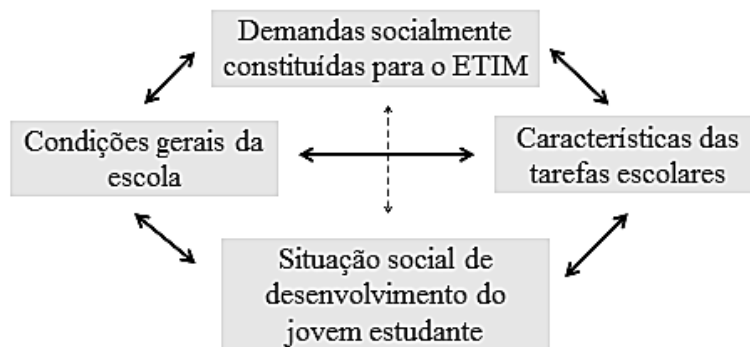 Demandas socialmente
constituídas para o ETIM
Condições gerais da
escola
Características das
tarefas escolares
Situação social de
desenvolvimento do
jovem estudante